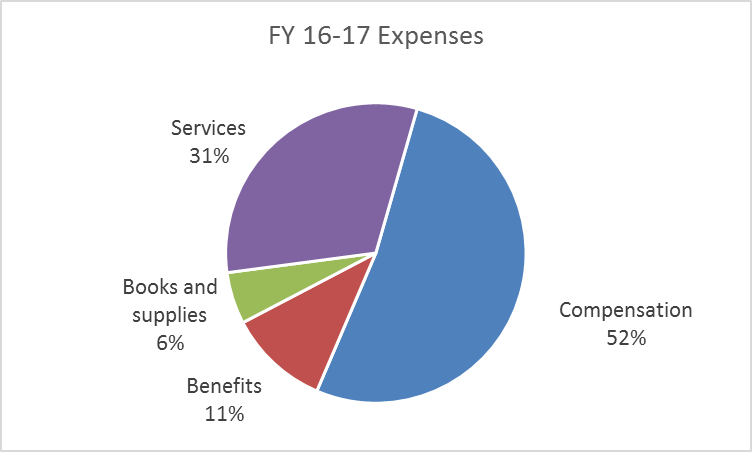 FY 16-17 Expenses
Services
31%
Books and
supplies
6%
Benefits
11%
Compensation
52%